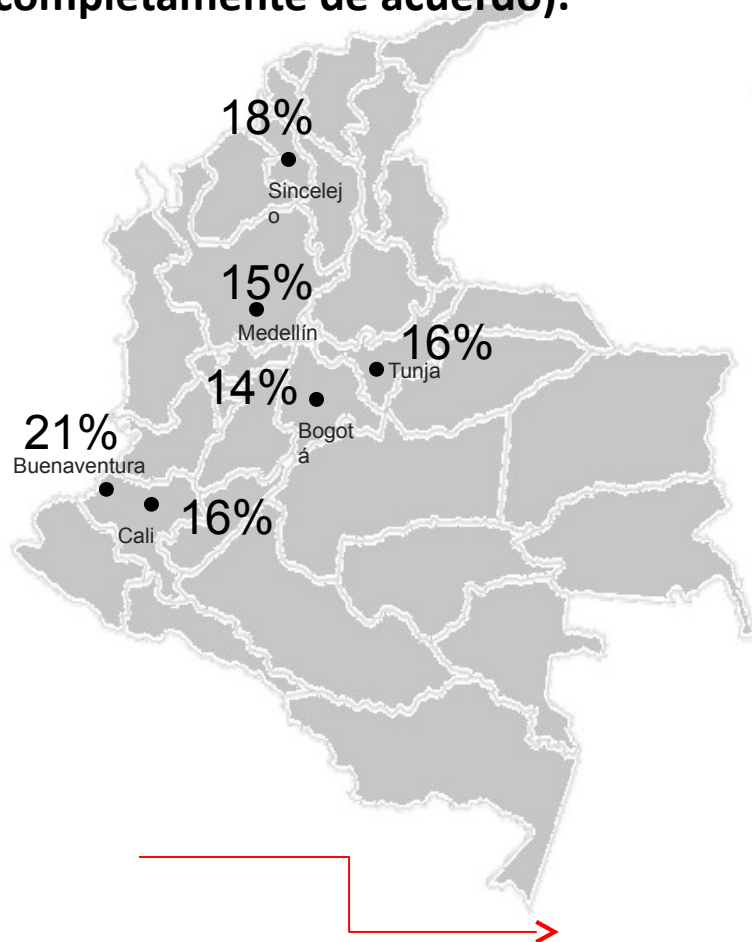 completamente de acuerdo).
18%
Sincelej
o
15%
Medellín
16%
Tunja
14%
Bogot
á
21%
Buenaventura
16%
Cali